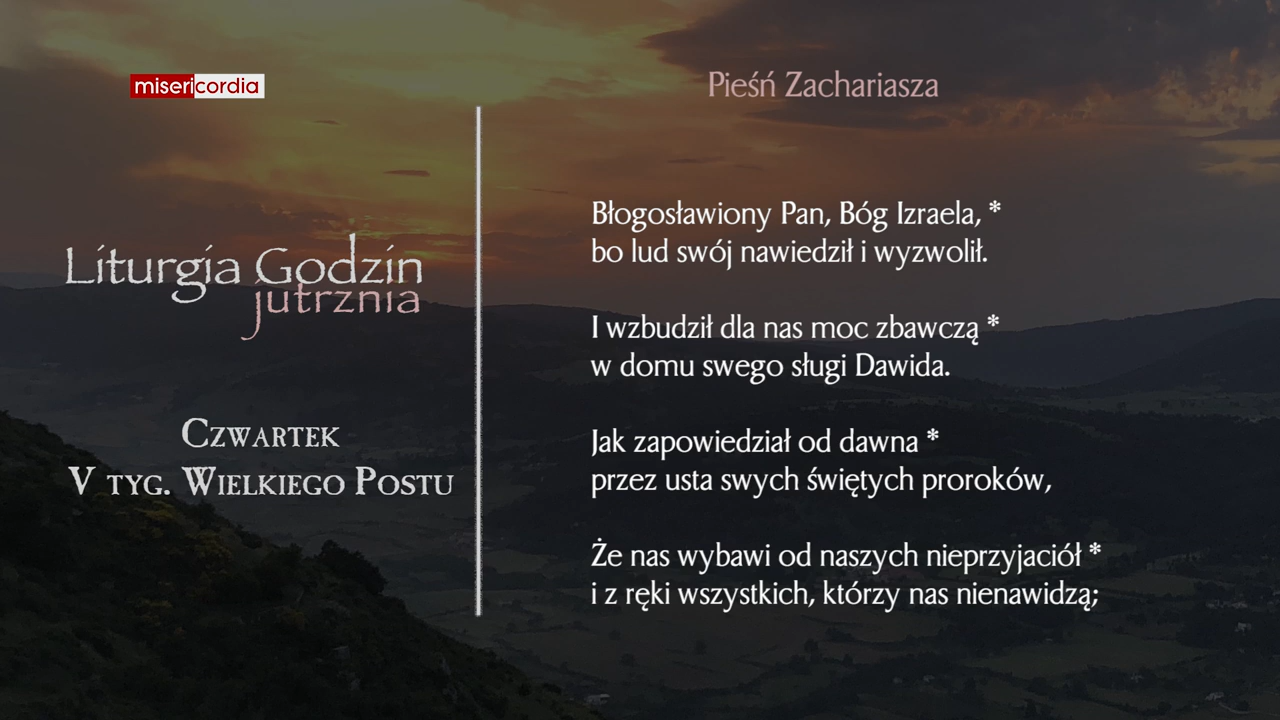 misericordia
Liturgia Godzin
jutrznia
Czwartek
V tyg. Wielkiego Postu
Pieśń Zachariasza
Błogosławiony Pan, Bóg Izraela, *
bo lud swój nawiedził i wyzwolił.
I wzbudził dla nas moc zbawczą *
w domu swego sługi Dawida.
Jak zapowiedział od dawna *
przez usta swych świętych proroków,
Że nas wybawi od naszych nieprzyjaciół *
i z ręki wszystkich, którzy nas nienawidzą;